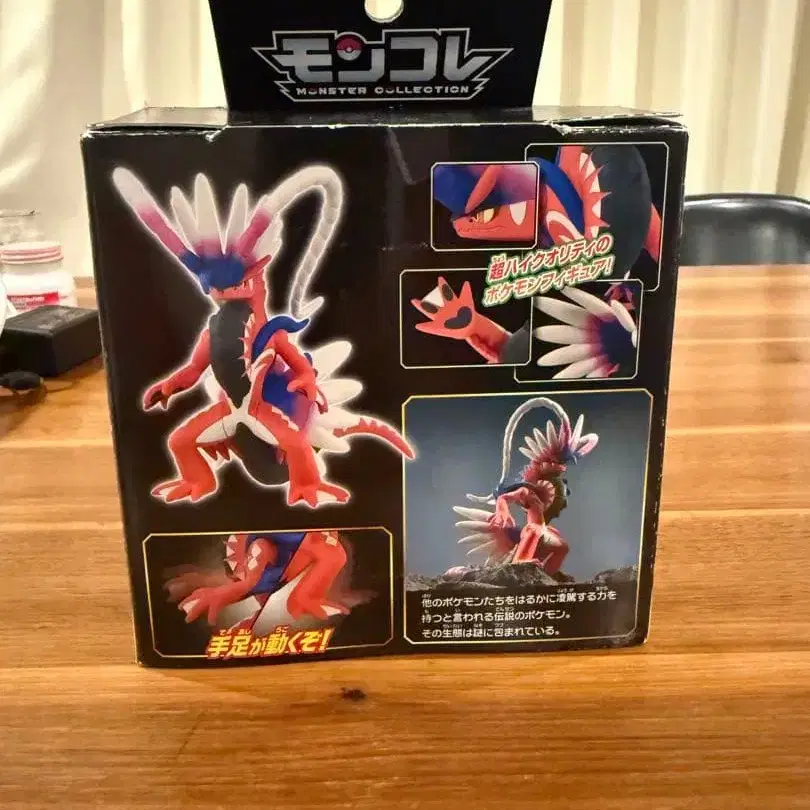 モンコレ
MONSTER COLLECTION
超ハイクオリティの
ポケモンフィギュア!
手足が動くぞ!
他のポケモンたちをはるかに凌駕する力を
持つと言われる伝説のポケモン。
その生態は謎に包まれている。